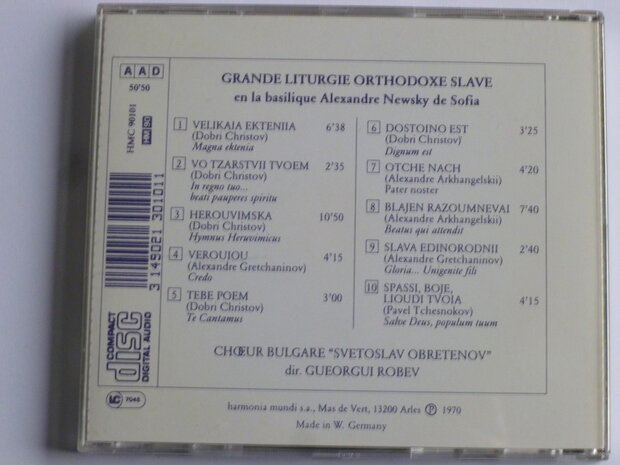 AAD
50'50
HMC 90101
HM 90
3 149021 301011
COMPACT
disc
DIGITAL AUDIO
LC 7045
GRANDE LITURGIE ORTHODOXE SLAVE
en la basilique Alexandre Newsky de Sofia
1 VELIKAIA EKTENIIA 6'38
(Dobri Christov)
Magna ektenia
2 VO TZARSTVII TVOEM 2'35
(Dobri Christov)
In regno tuo...
beati pauperes spiritu
3 HEROUVIMSKA 10'50
(Dobri Christov)
Hymnus Heruvimicus
4 VEROUIOU 4'15
(Alexandre Gretchaninov)
Credo
5 TEBE POEM 3'00
(Dobri Christov)
Te Cantamus
6 DOSTOINO EST 3'25
(Dobri Christov)
Dignum est
7 OTCHE NACH 4'20
(Alexandre Arkhangelskii)
Pater noster
8 BLAJEN RAZOUMNEVAI 7'40
(Alexandre Arkhangelskii)
Beatus qui attendit
9 SLAVA EDINORODNII 2'40
(Alexandre Gretchaninov)
Gloria... Unigenite fili
10 SPASSI, BOJE,
LIOUDI TVOIA 4'15
(Pavel Tchesnokov)
Salve Deus, populum tuum
CHŒUR BULGARE "SVETOSLAV OBRETENOV"
dir. GUEORGUI ROBEV
harmonia mundi s.a., Mas de Vert, 13200 Arles Ⓟ 1970
Made in W. Germany